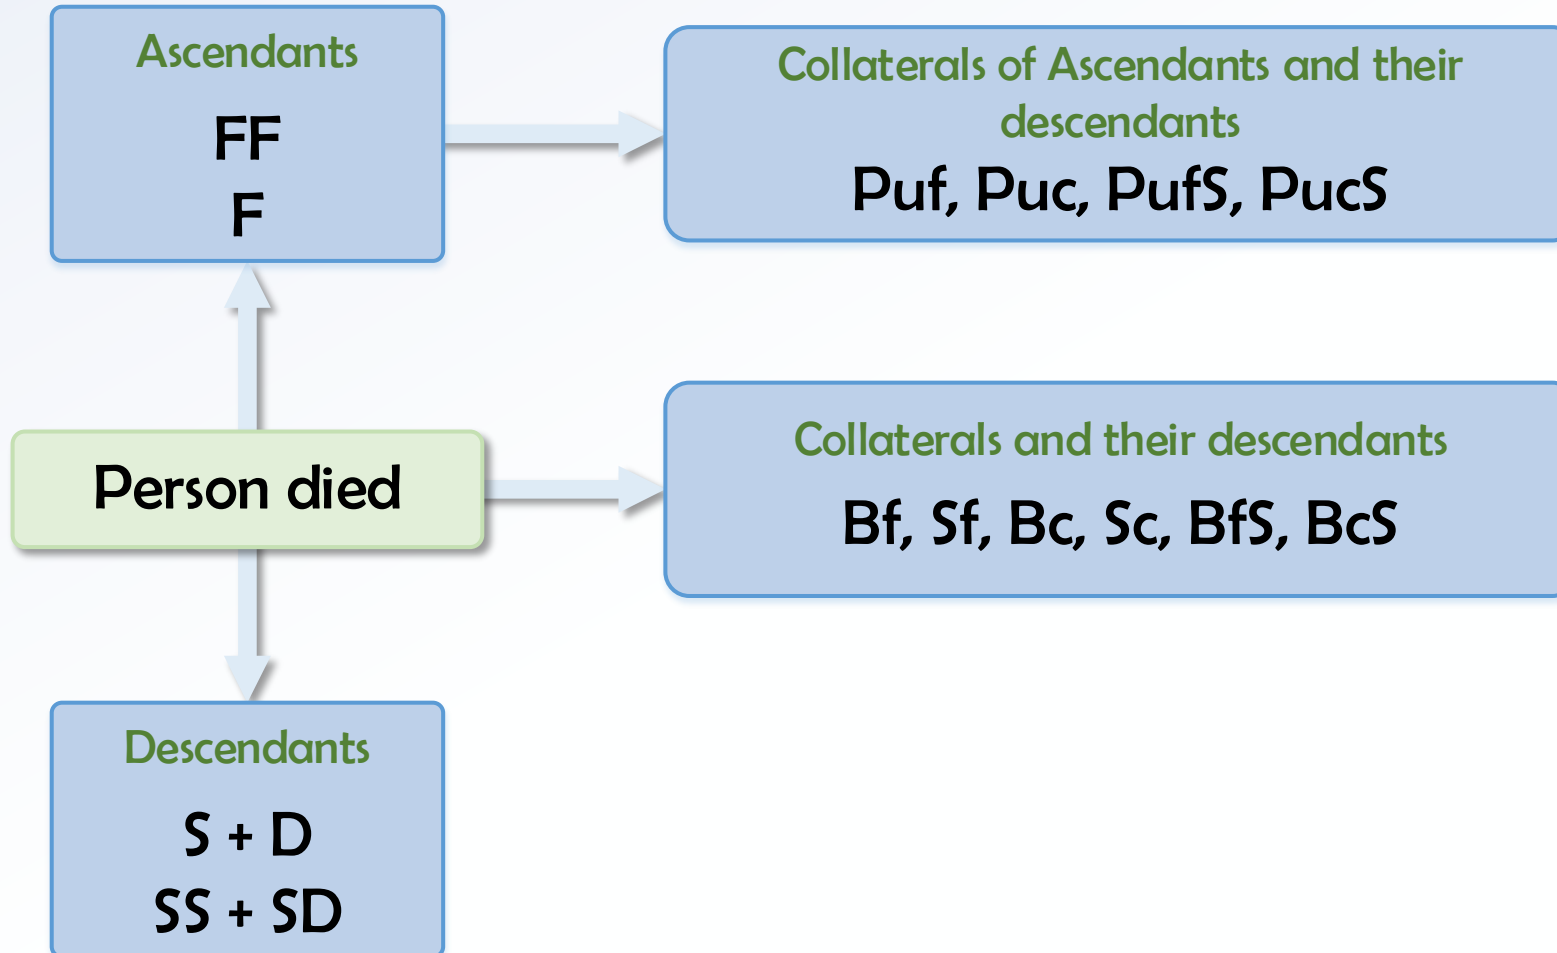 Ascendants
FF
F
Collaterals of Ascendants and their
descendants
Puf, Puc, PufS, PucS
Person died
Collaterals and their descendants
Bf, Sf, Bc, Sc, BfS, BcS
Descendants
S + D
SS + SD